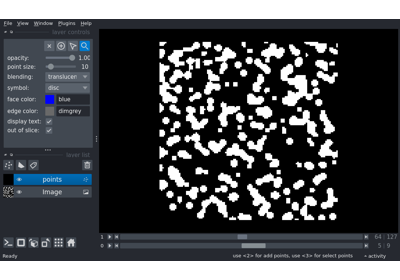 File View Window Plugins Help
layer controls
opacity: 1.00
point size: 10
blending: translucen
symbol: disc
face color: blue
edge color: dimgrey
display text:
out of slice:
layer list
points
Image
1 64 127
0 5 9
Ready use <2> for add points, use <3> for select points activity